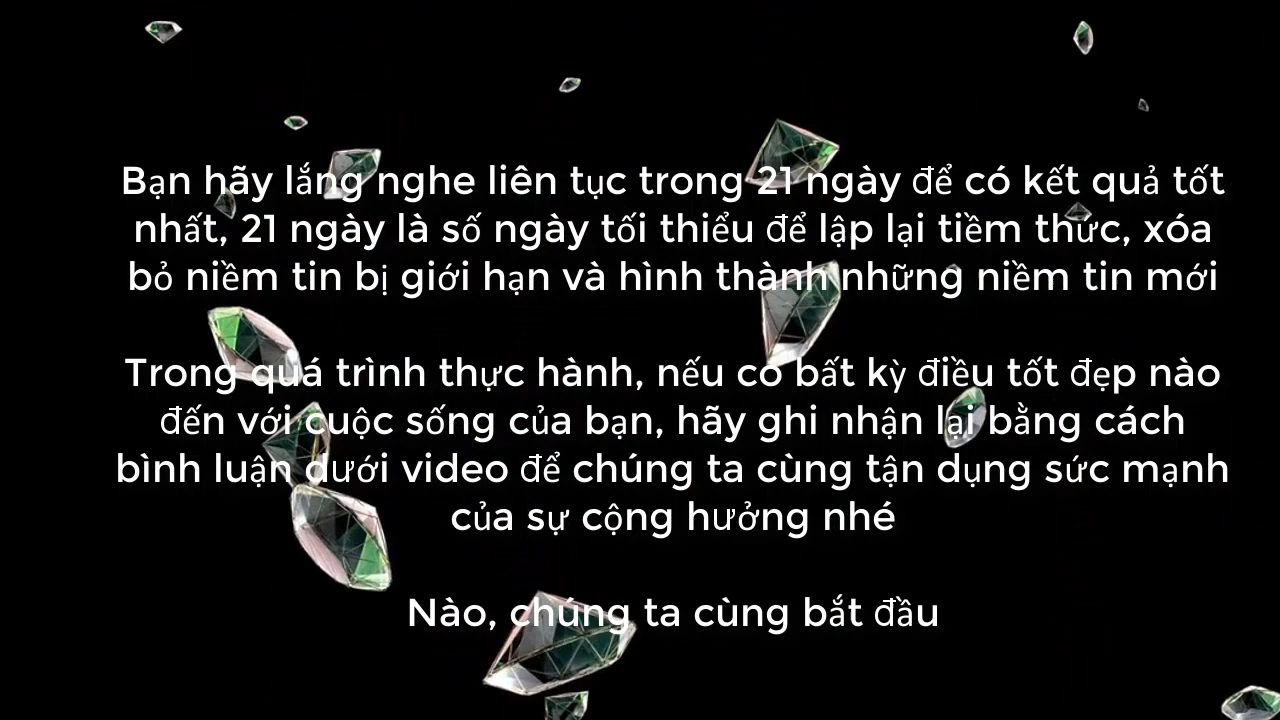 Bạn hãy lắng nghe liên tục trong 21 ngày để có kết quả tốt
nhất, 21 ngày là số ngày tối thiểu để lập lại tiềm thức, xóa
bỏ niềm tin bị giới hạn và hình thành những niềm tin mới
Trong quá trình thực hành, nếu có bất kỳ điều tốt đẹp nào
đến với cuộc sống của bạn, hãy ghi nhận lại bằng cách
bình luận dưới video để chúng ta cùng tận dụng sức mạnh
của sự cộng hưởng nhé
Nào, chúng ta cùng bắt đầu